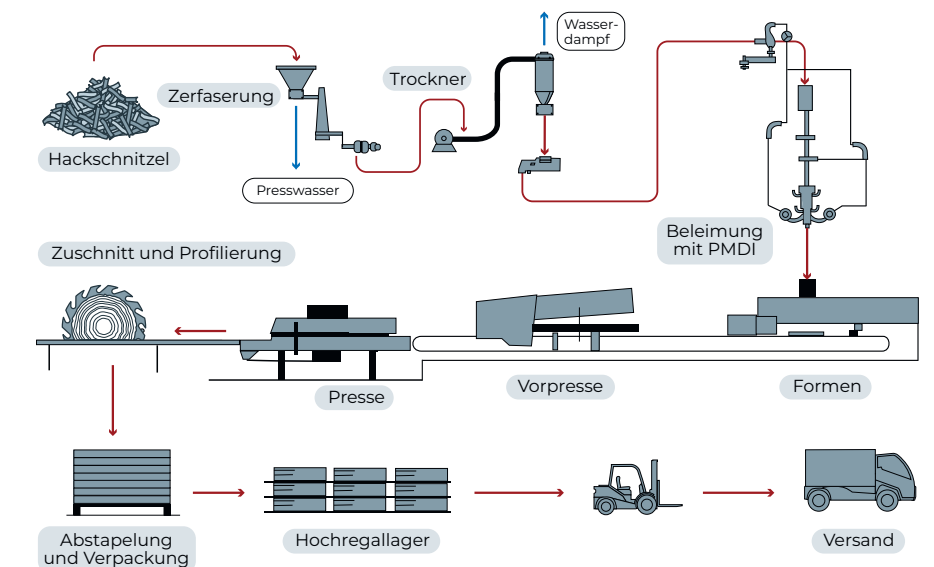 Wasser-
dampf
Trockner
Zerfaserung
Hackschnitzel
Presswasser
Beleimung
mit PMDI
Zuschnitt und Profilierung
Presse
Vorpresse
Formen
Abstapelung
und Verpackung
Hochregallager
Versand